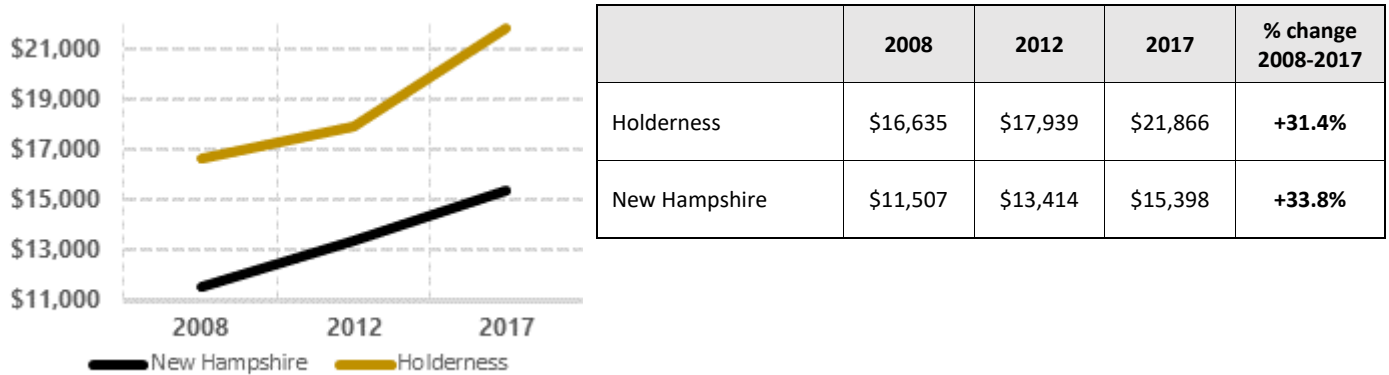 $21,000
$19,000
$17,000
$15,000
$13,000
$11,000
2008 2012 2017
New Hampshire Holderness
2008 2012 2017 % change
2008-2017
Holderness $16,635 $17,939 $21,866 +31.4%
New Hampshire $11,507 $13,414 $15,398 +33.8%